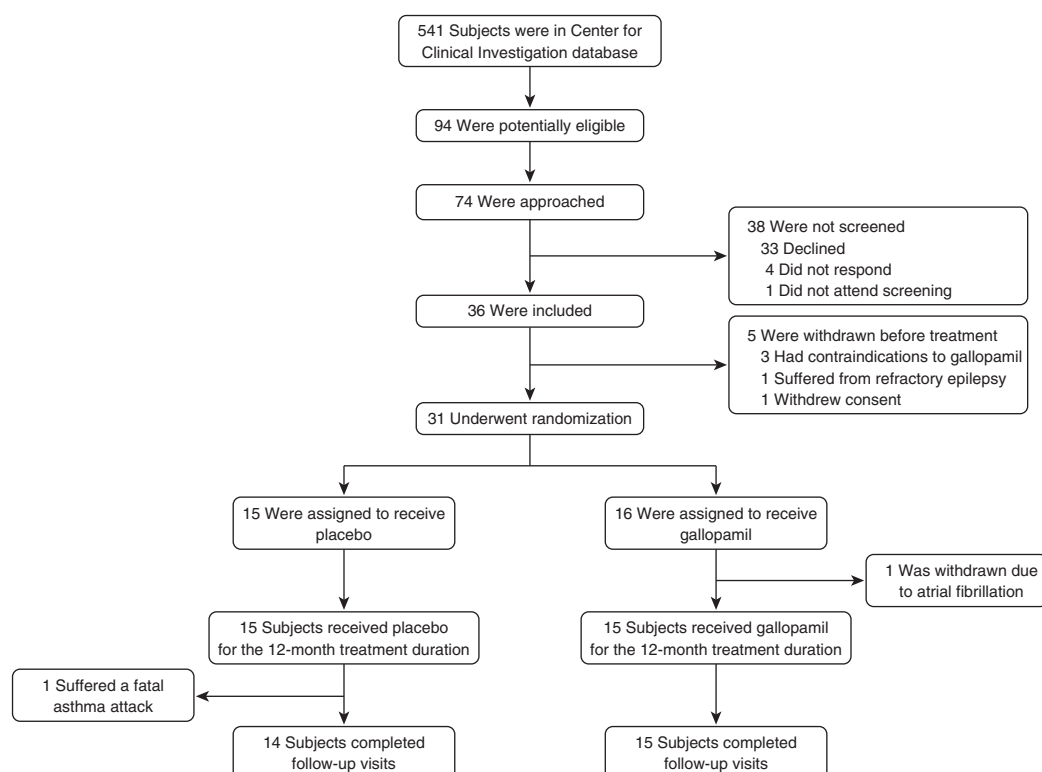 541 Subjects were in Center for
Clinical Investigation database
94 Were potentially eligible
74 Were approached
38 Were not screened
33 Declined
4 Did not respond
1 Did not attend screening
36 Were included
5 Were withdrawn before treatment
3 Had contraindications to gallopamil
1 Suffered from refractory epilepsy
1 Withdrew consent
31 Underwent randomization
15 Were assigned to receive
placebo
16 Were assigned to receive
gallopamil
1 Was withdrawn due
to atrial fibrillation
15 Subjects received placebo
for the 12-month treatment duration
15 Subjects received gallopamil
for the 12-month treatment duration
1 Suffered a fatal
asthma attack
14 Subjects completed
follow-up visits
15 Subjects completed
follow-up visits